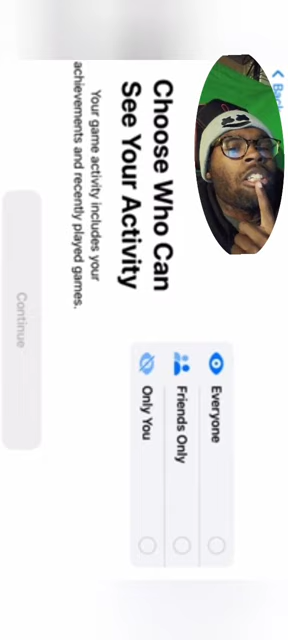 Back
Choose Who Can
See Your Activity
Your game activity includes your
achievements and recently played games.
Everyone
Friends Only
Only You
Continue